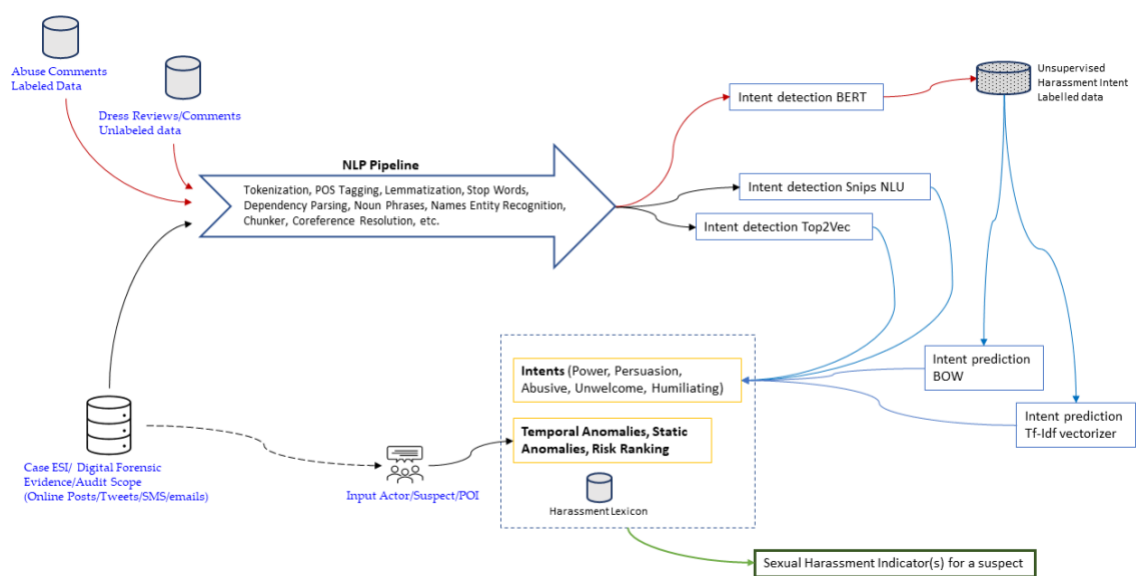 Abuse Comments
Labeled Data
Dress Reviews/Comments
Unlabeled data
NLP Pipeline
Tokenization, POS Tagging, Lemmatization, Stop Words,
Dependency Parsing, Noun Phrases, Names Entity Recognition,
Chunker, Coreference Resolution, etc.
Intent detection BERT
Unsupervised
Harassment Intent
Labelled data
Intent detection Snips NLU
Intent detection Top2Vec
Intents (Power, Persuasion,
Abusive, Unwelcome, Humiliating)
Intent prediction
BOW
Intent prediction
Tf-Idf vectorizer
Temporal Anomalies, Static
Anomalies, Risk Ranking
Case ESI/ Digital Forensic
Evidence/Audit Scope
(Online Posts/Tweets/SMS/emails)
Input Actor/Suspect/POI
Harassment Lexicon
Sexual Harassment Indicator(s) for a suspect